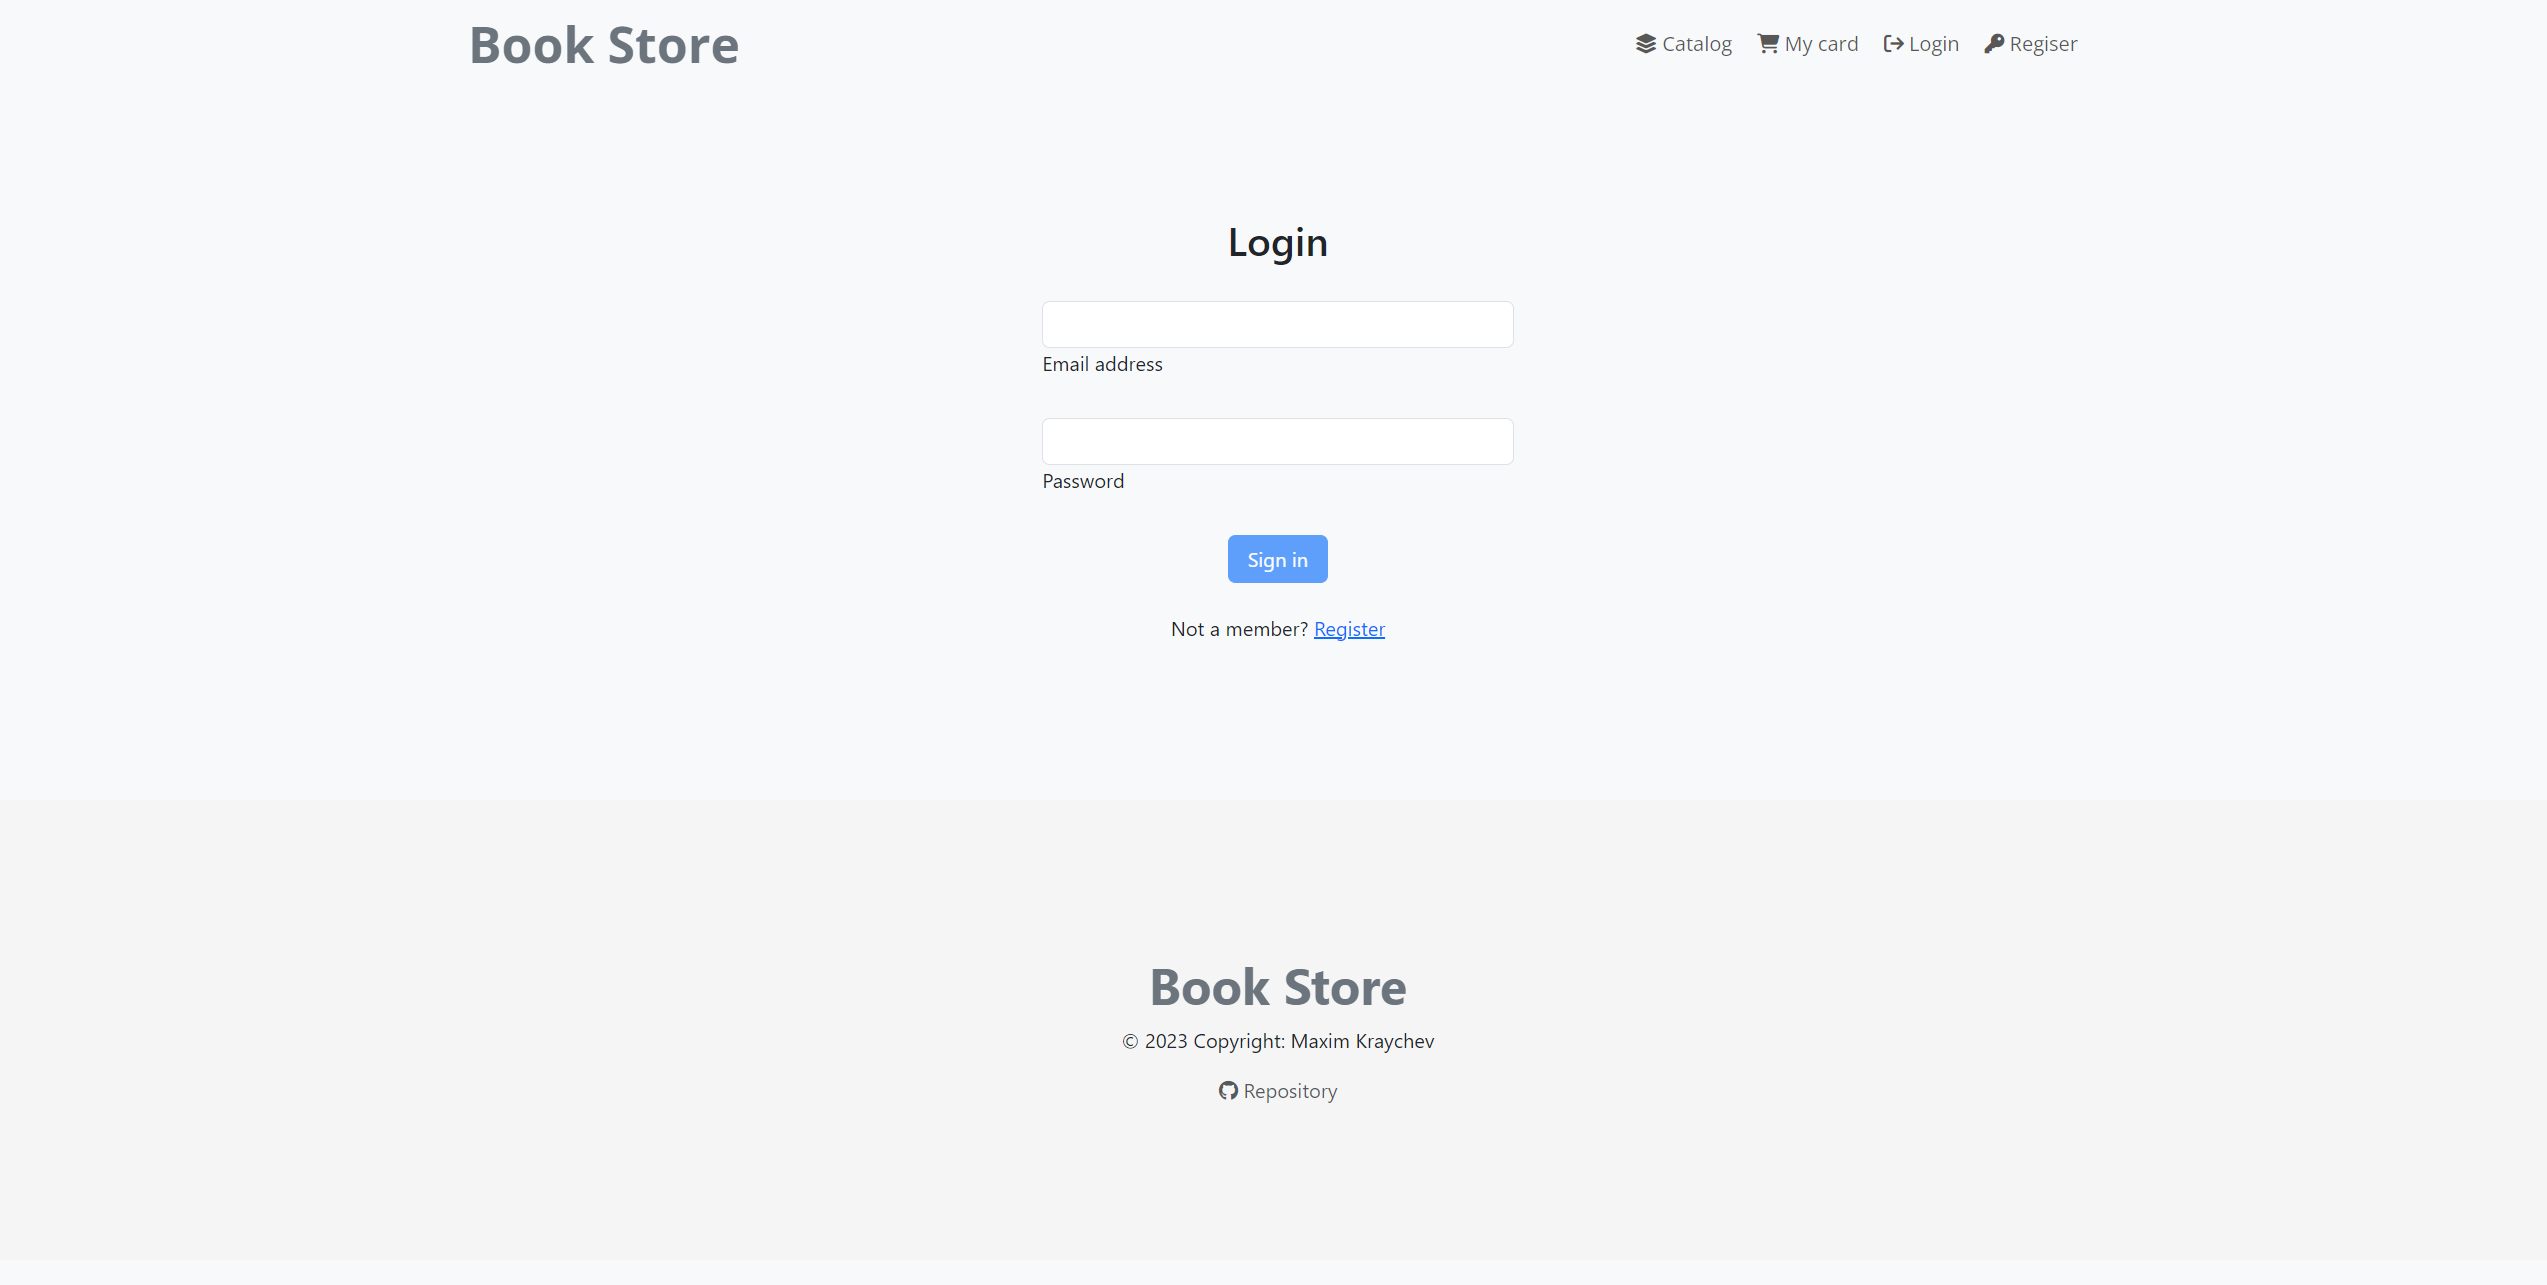 Book Store
Catalog My card Login Regiser
Login
Email address
Password
Sign in
Not a member? Register
Book Store
© 2023 Copyright: Maxim Kraychev
Repository